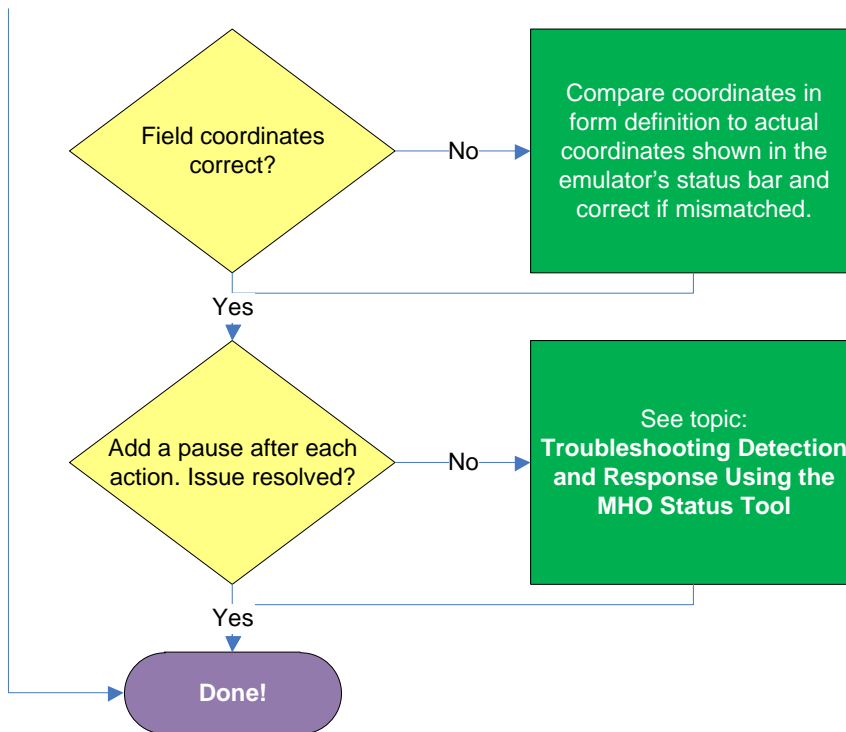 Field coordinates
correct?
No
Compare coordinates in
form definition to actual
coordinates shown in the
emulator’s status bar and
correct if mismatched.
Yes
Add a pause after each
action. Issue resolved?
No
See topic:
Troubleshooting Detection
and Response Using the
MHO Status Tool
Yes
Done!